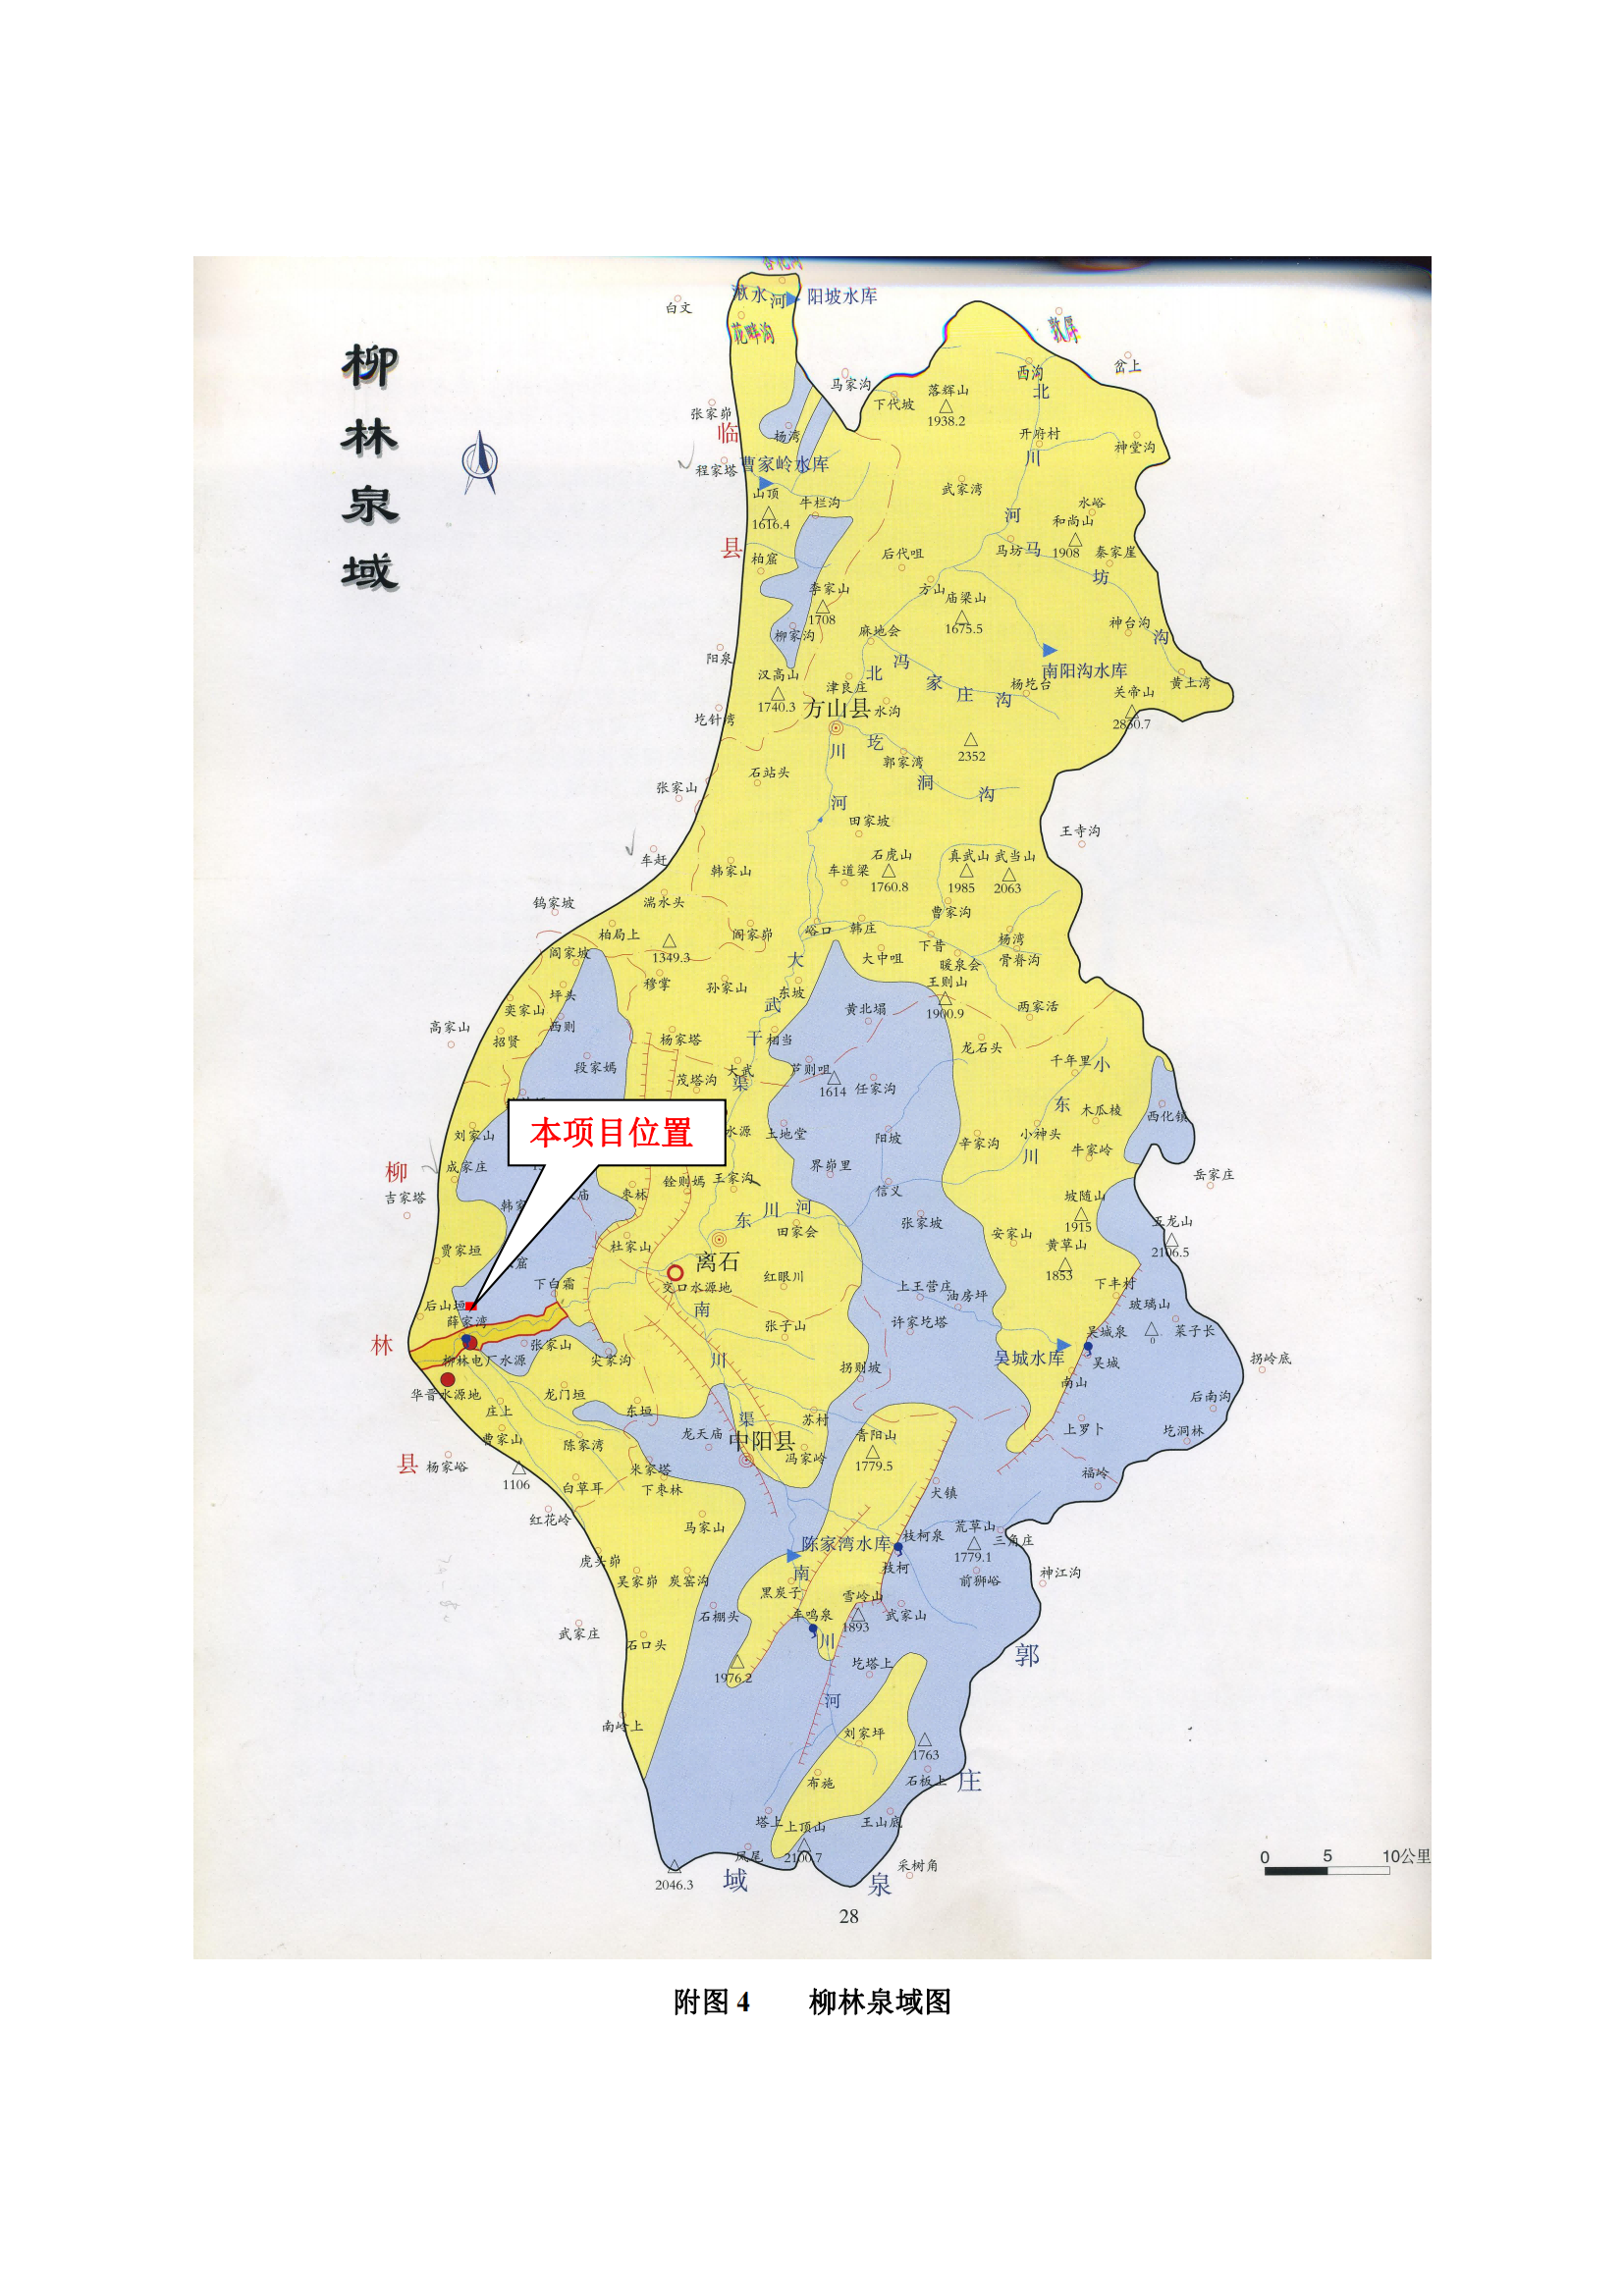 柳林泉域
湫水河
阳坡水库
白文
花畔沟
敦厚
岔上
西沟
马家沟
下代坡
落辉山
1938.2
北
张家峁
临
杨湾
开府村
川
神堂沟
程家塔
曹家岭水库
山顶
1616.4
牛栏沟
武家湾
水峪
河
和尚山
1908
县
柏窟
后代咀
马坊
马
秦家崖
坊
李家山
1708
方山
庙梁山
1675.5
柳家沟
麻地会
神台沟
沟
阳泉
汉高山
1740.3
北
冯
家
庄
沟
南阳沟水库
津良庄
杨圪台
关帝山
2830.7
黄土湾
圪针湾
方山县
水沟
川
圪
郭家湾
2352
石站头
洞
沟
张家山
河
田家坡
王寺沟
车赶
韩家山
车道梁
石虎山
1760.8
真武山
1985
武当山
2063
钨家坡
湍水头
曹家沟
柏局上
1349.3
阎家峁
峪口
韩庄
下昔
杨湾
阎家坡
大
大中咀
暖泉会
骨脊沟
穆掌
孙家山
东坡
王则山
1900.9
坪头
奕家山
武
黄北塌
两家活
高家山
招贤
西则
杨家塔
干
相当
龙石头
段家嫣
茂塔沟
大武
渠
芦则咀
1614
任家沟
千年里
小
东
木瓜棱
西化镇
本项目位置
刘家山
水源
土地堂
阳坡
辛家沟
小神头
川
牛家岭
柳
成家庄
界峁里
岳家庄
吉家塔
铨则嫣
王家沟
枣林
信义
坡随山
1915
韩家
庙
东
川
河
田家会
张家坡
安家山
五龙山
2106.5
贾家垣
杜家山
离石
黄草山
1853
窟
下白霜
交口水源地
红眼川
上王营庄
油房坪
下丰村
后山垣
南
玻璃山
0
薛家湾
张子山
许家圪塔
吴城泉
菜子长
林
张家山
柳林电厂水源
尖家沟
川
拐则坡
吴城水库
吴城
拐岭底
南山
华晋水源地
龙门垣
后南沟
庄上
东垣
渠
苏村
上罗卜
圪洞林
曹家山
陈家湾
龙天庙
中阳县
冯家岭
青阳山
1779.5
县
杨家峪
1106
米家塔
福岭
白草耳
下枣林
犬镇
红花岭
马家山
陈家湾水库
枝柯泉
荒草山
1779.1
三角庄
虎头峁
南
枝柯
前狮峪
神江沟
吴家峁
炭窑沟
黑炭子
雪岭山
1893
石棚头
车鸣泉
武家山
武家庄
石口头
川
郭
1976.2
圪塔上
河
南岭上
刘家坪
1763
布施
石板上
庄
塔上
上顶山
2100.7
王山底
凤尾
采树角
2046.3
域
泉
0 5 10公里
28
附图 4 柳林泉域图